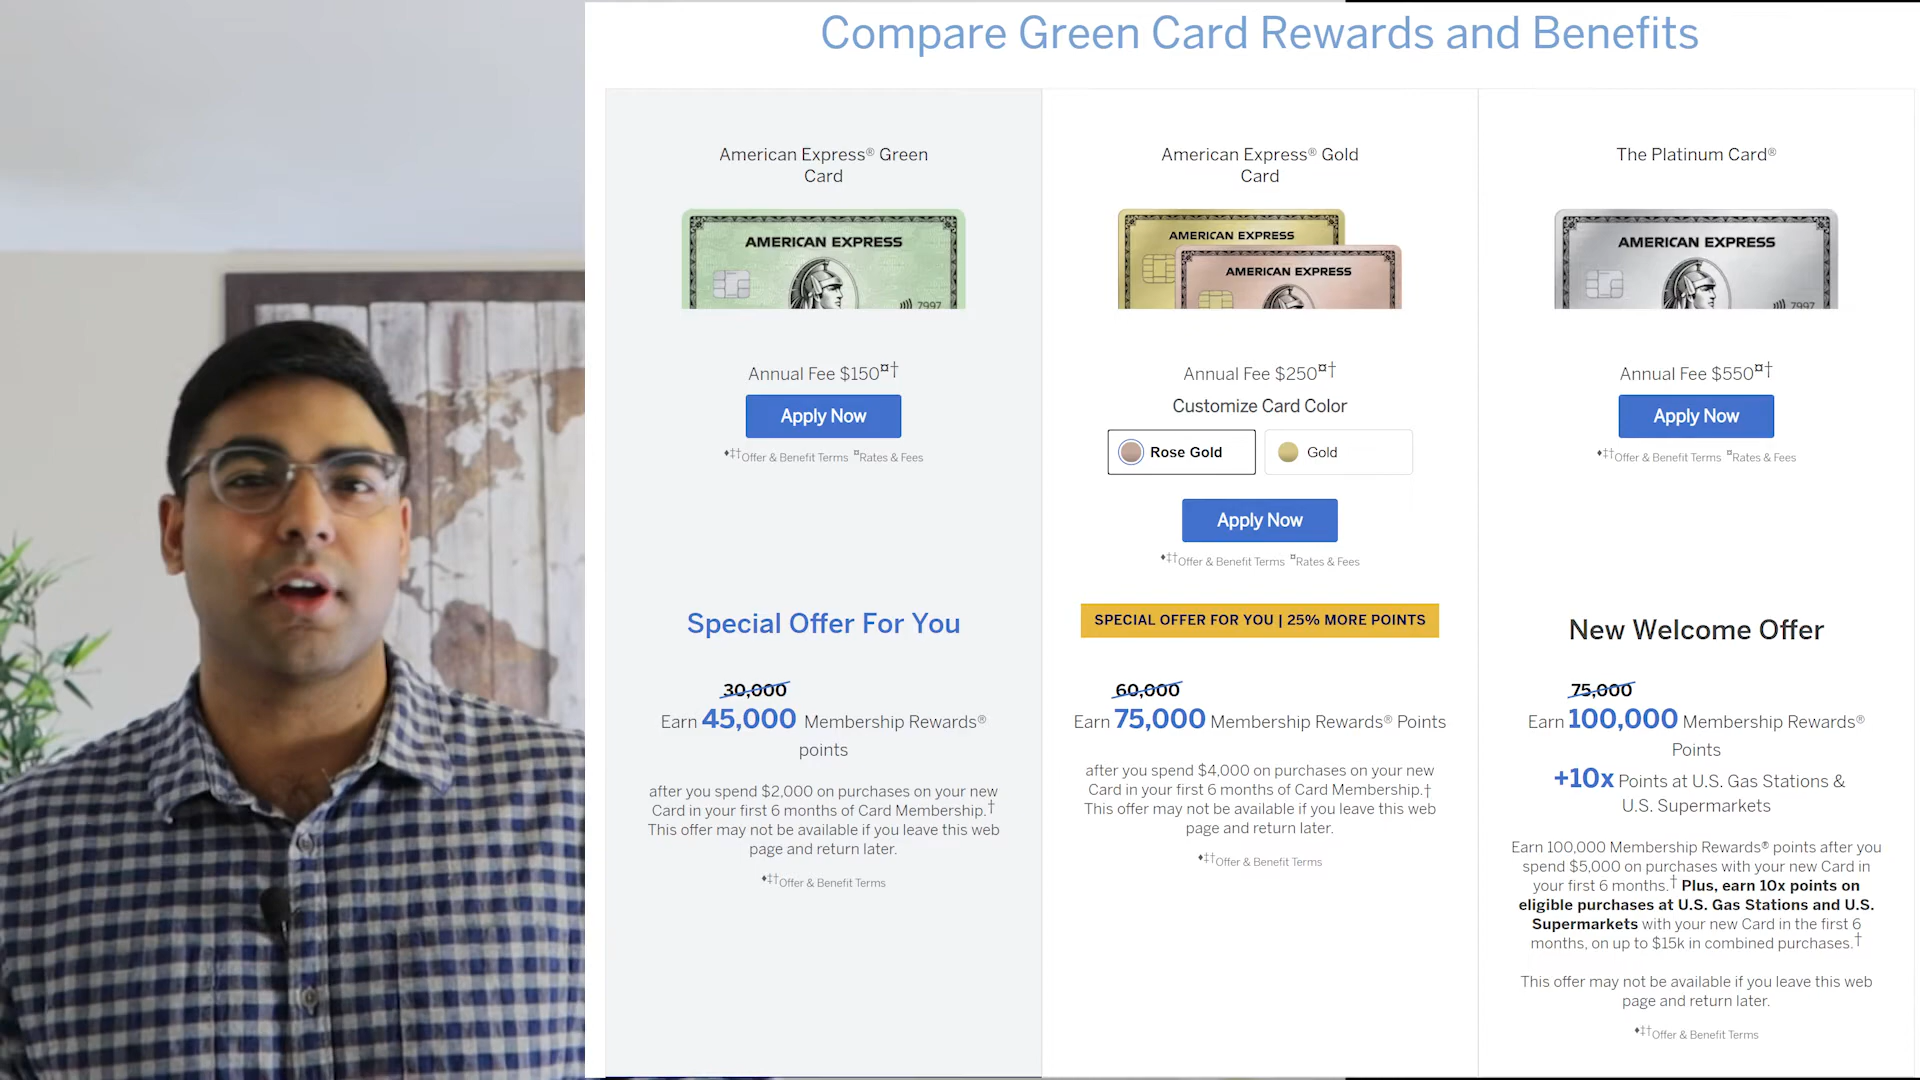 Compare Green Card Rewards and Benefits
American Express® Green
Card
AMERICAN EXPRESS
7997
Annual Fee $150¤†
Apply Now
♦‡†Offer & Benefit Terms ¤Rates & Fees
Special Offer For You
30,000
Earn 45,000 Membership Rewards®
points
after you spend $2,000 on purchases on your new
Card in your first 6 months of Card Membership.†
This offer may not be available if you leave this web
page and return later.
♦‡†Offer & Benefit Terms
American Express® Gold
Card
AMERICAN EXPRESS
AMERICAN EXPRESS
Annual Fee $250¤†
Customize Card Color
Rose Gold
Gold
Apply Now
♦‡†Offer & Benefit Terms ¤Rates & Fees
SPECIAL OFFER FOR YOU | 25% MORE POINTS
60,000
Earn 75,000 Membership Rewards® Points
after you spend $4,000 on purchases on your new
Card in your first 6 months of Card Membership.†
This offer may not be available if you leave this web
page and return later.
♦‡†Offer & Benefit Terms
The Platinum Card®
AMERICAN EXPRESS
7997
Annual Fee $550¤†
Apply Now
♦‡†Offer & Benefit Terms ¤Rates & Fees
New Welcome Offer
75,000
Earn 100,000 Membership Rewards®
Points
+10x Points at U.S. Gas Stations &
U.S. Supermarkets
Earn 100,000 Membership Rewards® points after you
spend $5,000 on purchases with your new Card in
your first 6 months.† Plus, earn 10x points on
eligible purchases at U.S. Gas Stations and U.S.
Supermarkets with your new Card in the first 6
months, on up to $15k in combined purchases.†
This offer may not be available if you leave this web
page and return later.
♦‡†Offer & Benefit Terms